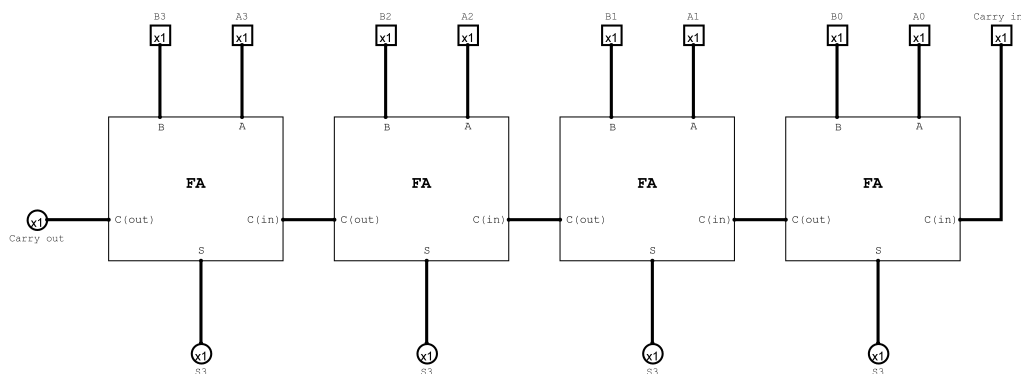 B3 A3 B2 A2 B1 A1 B0 A0 Carry in
x1 x1 x1 x1 x1 x1 x1 x1 x1
B A B A B A B A
FA FA FA FA
C(out) C(in) C(out) C(in) C(out) C(in) C(out) C(in)
x1
Carry out
S S S S
x1 x1 x1 x1
S3 S3 S3 S3